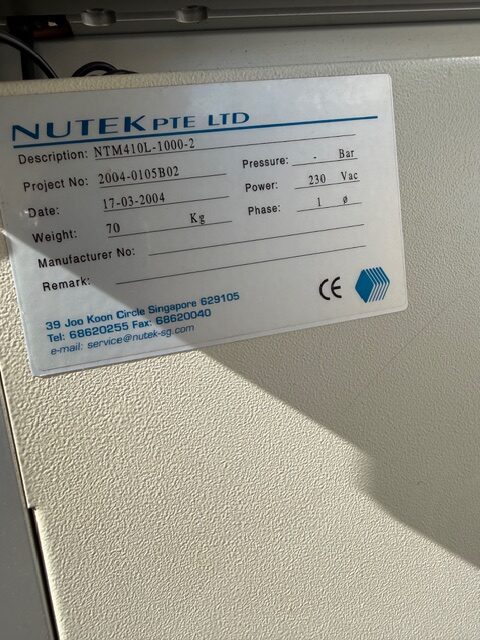 NUTEK PTE LTD
Description: NTM410L-1000-2
Project No: 2004-0105B02
Pressure: - Bar
Date: 17-03-2004
Power: 230 Vac
Weight: 70 Kg
Phase: 1 ø
Manufacturer No:
Remark:
CE
39 Joo Koon Circle Singapore 629105
Tel: 68620255 Fax: 68620040
e-mail: service@nutek-sg.com